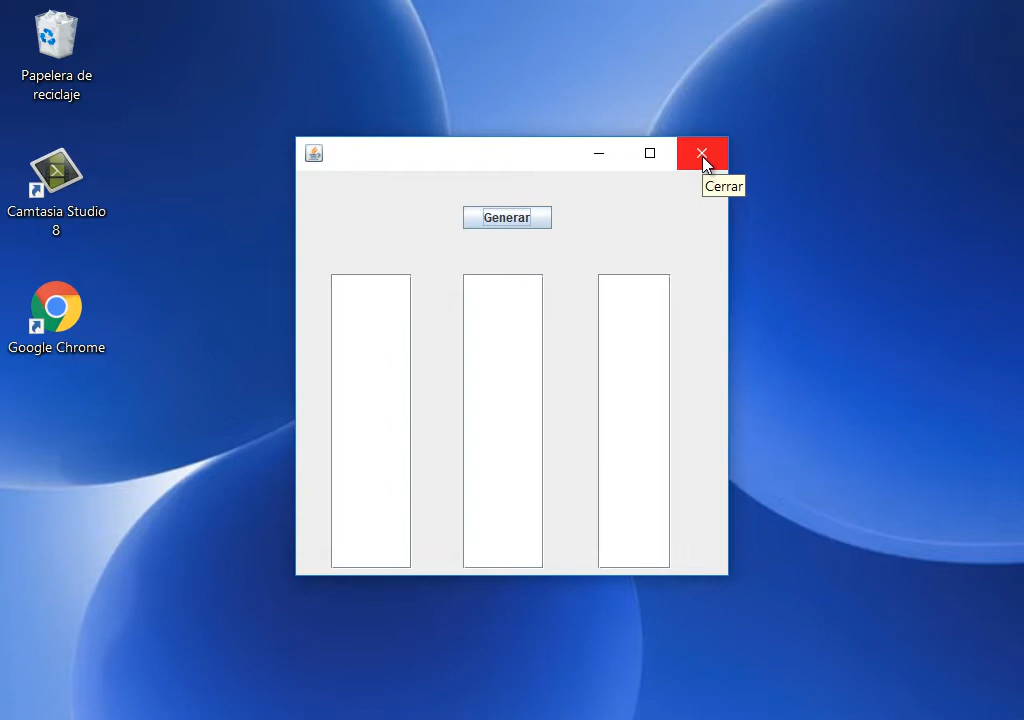 Papelera de
reciclaje
Camtasia Studio
8
Google Chrome
Cerrar
Generar